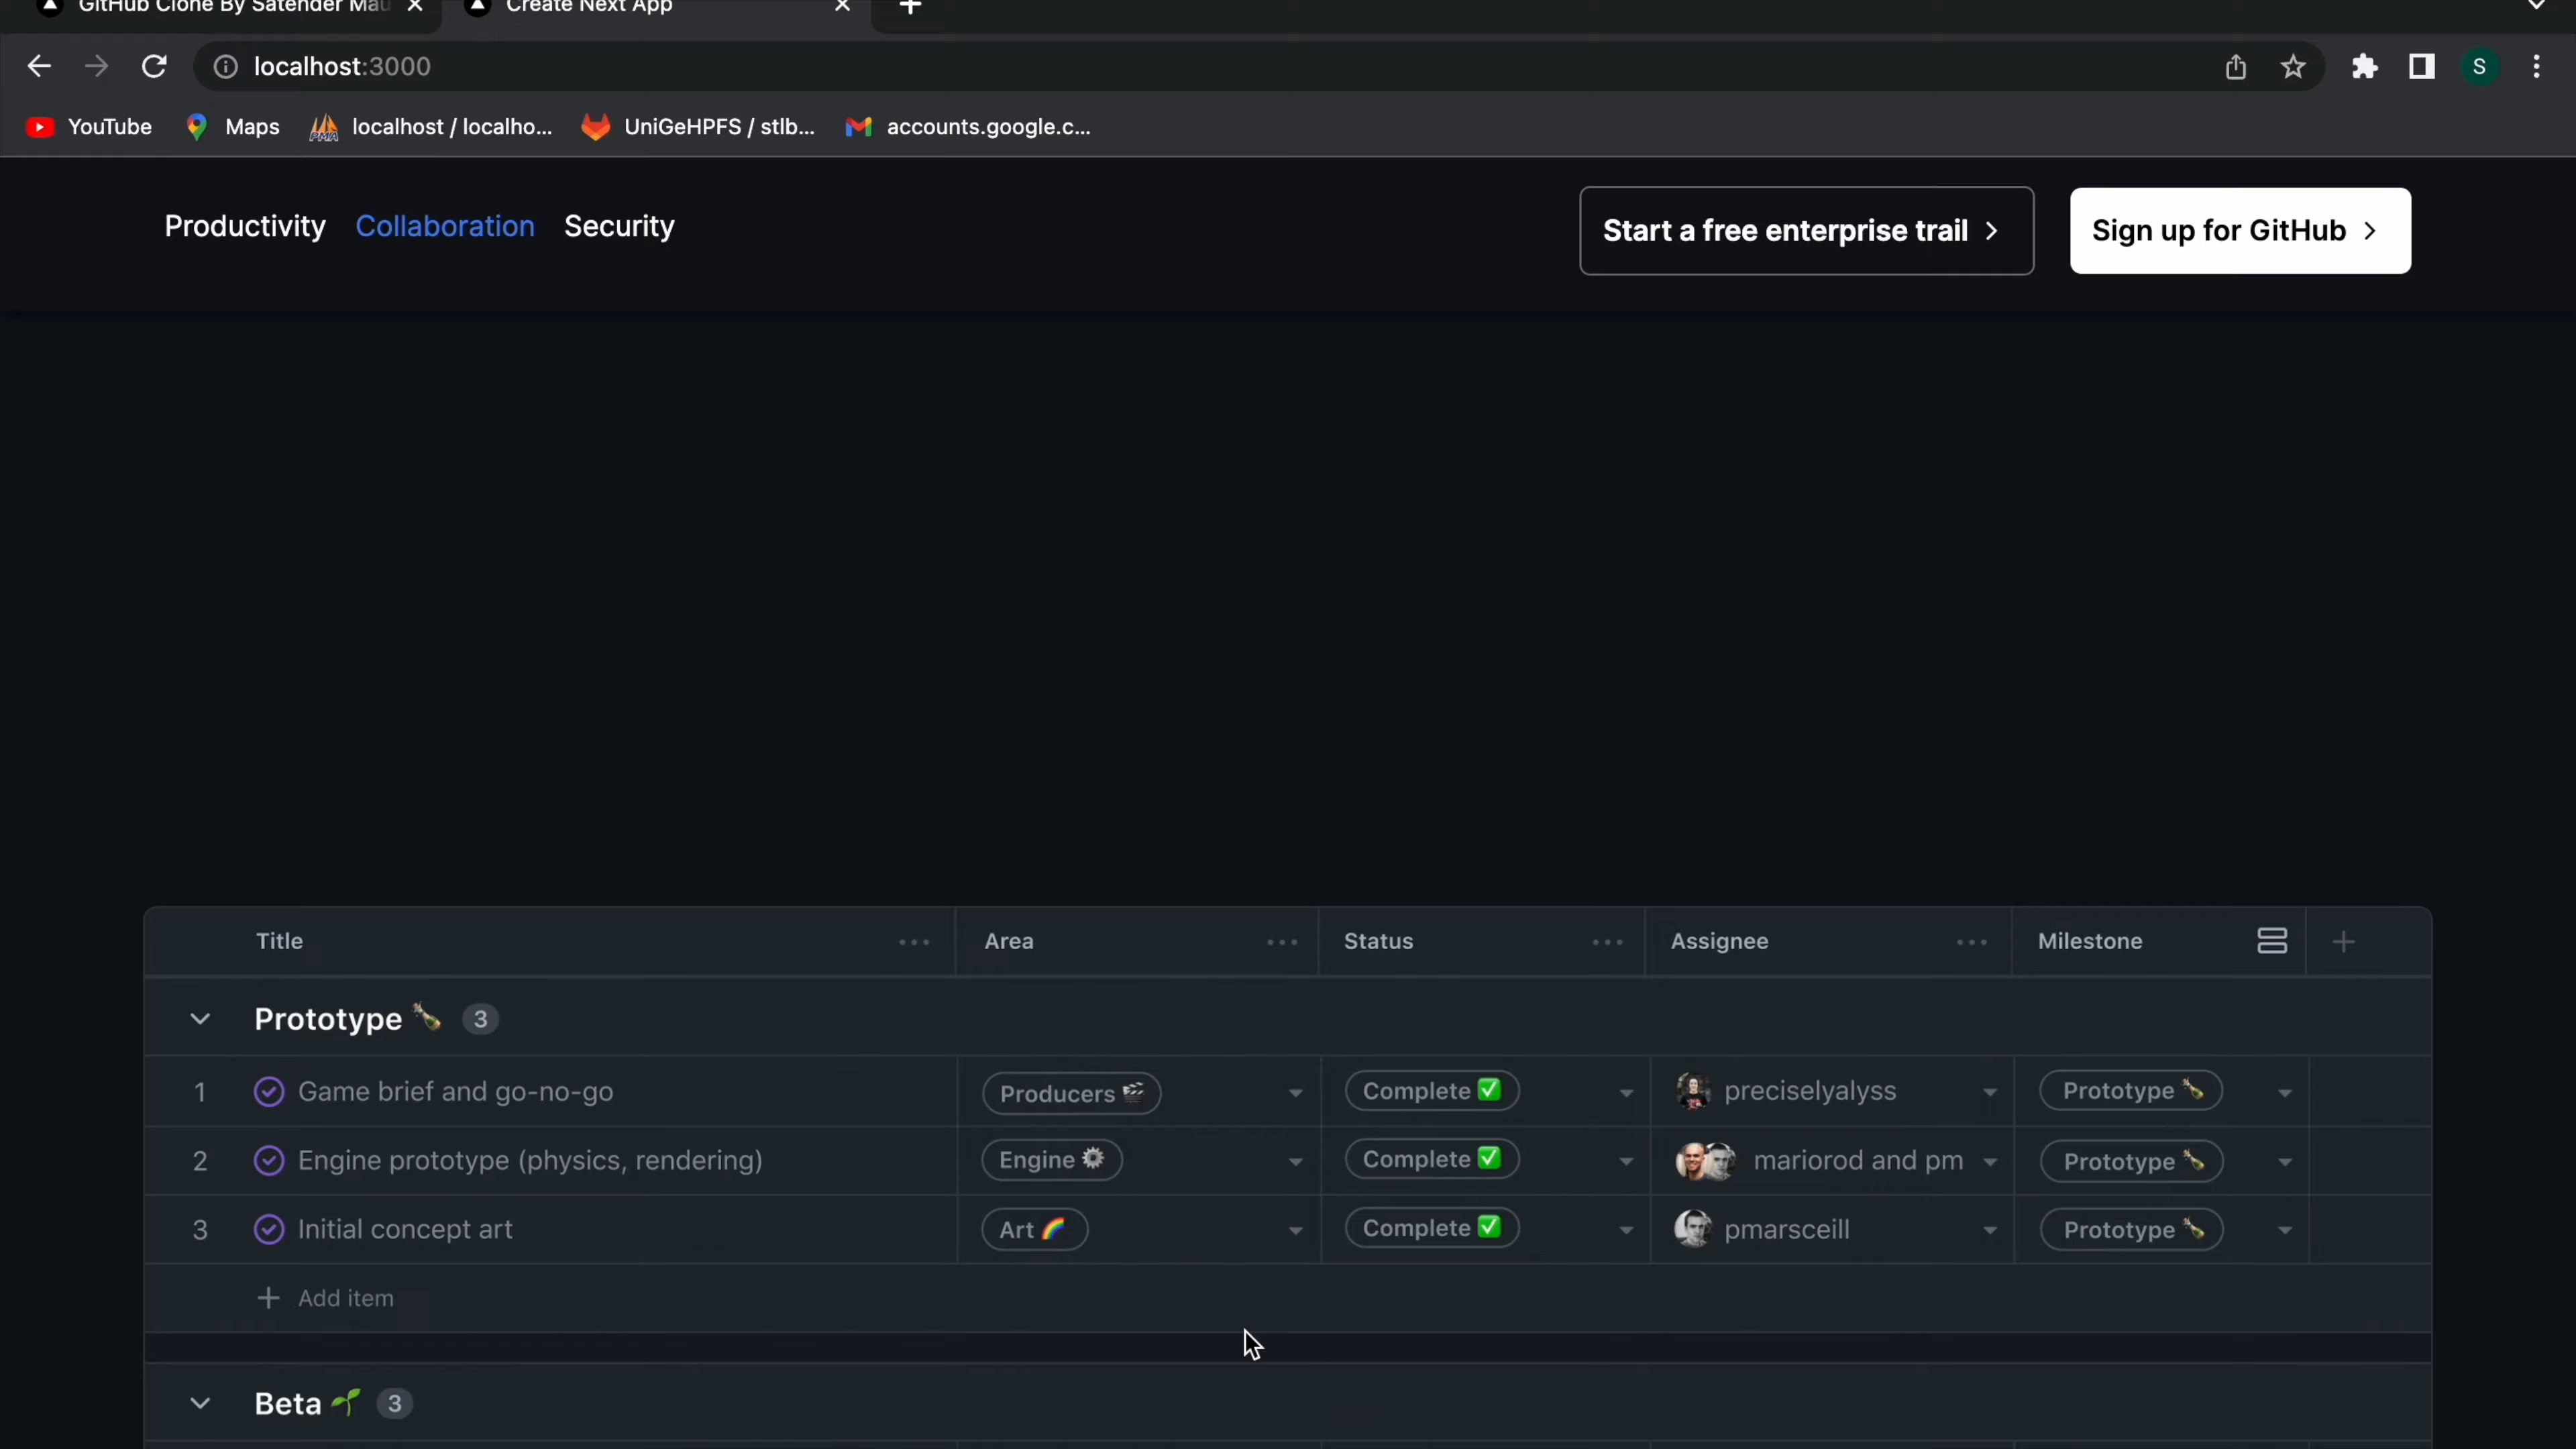 GitHub Clone By Satender Mau
Create Next App
localhost:3000
S
YouTube
Maps
PMA
localhost / localho...
UniGeHPFS / stlb...
accounts.google.c...
Productivity Collaboration Security
Start a free enterprise trail
Sign up for GitHub
Title Area Status Assignee Milestone
Prototype 🍾 3
1 Game brief and go-no-go Producers 🎬 Complete ✅ preciselyalyss Prototype 🍾
2 Engine prototype (physics, rendering) Engine ⚙️ Complete ✅ mariorod and pm Prototype 🍾
3 Initial concept art Art 🌈 Complete ✅ pmarsceill Prototype 🍾
+ Add item
Beta 🌱 3